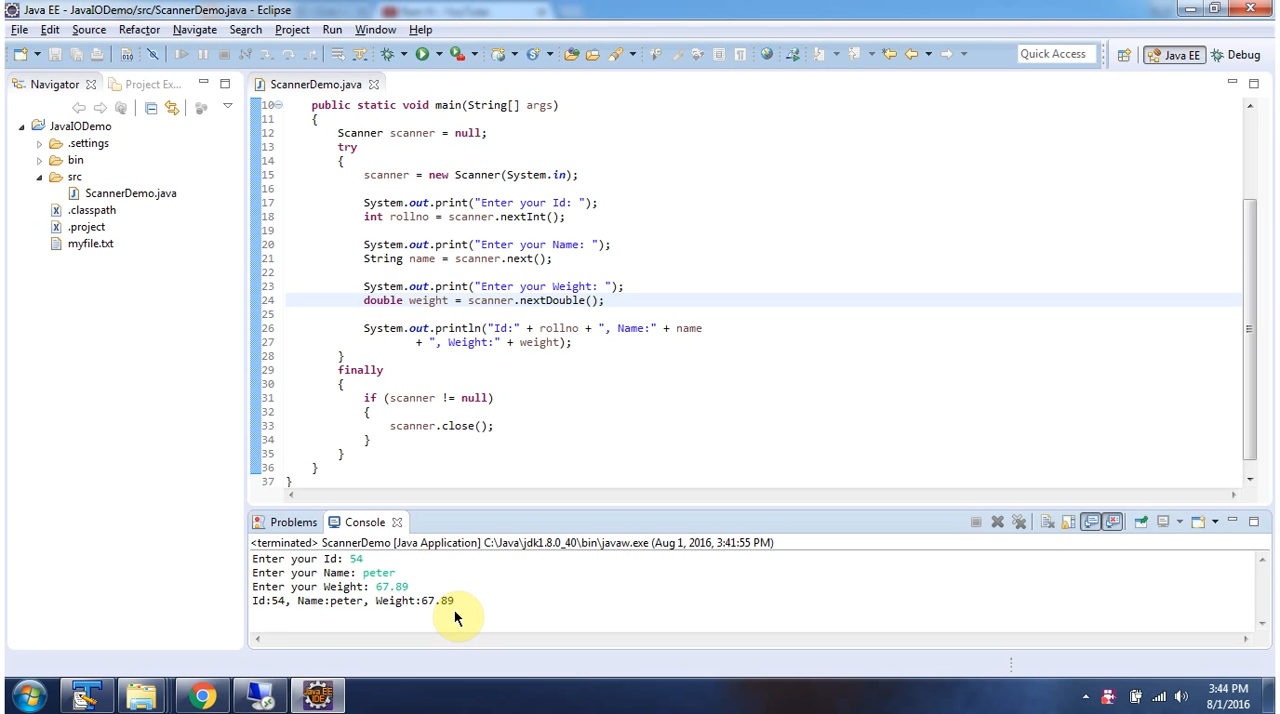 Java EE - JavaIODemo/src/ScannerDemo.java - Eclipse
File Edit Source Refactor Navigate Search Project Run Window Help
Quick Access Java EE Debug
Navigator Project Ex... ScannerDemo.java
JavaIODemo
.settings
bin
src
ScannerDemo.java
.classpath
.project
myfile.txt
10 public static void main(String[] args)
11 {
12 Scanner scanner = null;
13 try
14 {
15 scanner = new Scanner(System.in);
16
17 System.out.print("Enter your Id: ");
18 int rollno = scanner.nextInt();
19
20 System.out.print("Enter your Name: ");
21 String name = scanner.next();
22
23 System.out.print("Enter your Weight: ");
24 double weight = scanner.nextDouble();
25
26 System.out.println("Id:" + rollno + ", Name:" + name
27 + ", Weight:" + weight);
28 }
29 finally
30 {
31 if (scanner != null)
32 {
33 scanner.close();
34 }
35 }
36 }
37 }
Problems Console
<terminated> ScannerDemo [Java Application] C:\Java\jdk1.8.0_40\bin\javaw.exe (Aug 1, 2016, 3:41:55 PM)
Enter your Id: 54
Enter your Name: peter
Enter your Weight: 67.89
Id:54, Name:peter, Weight:67.89
3:44 PM
8/1/2016